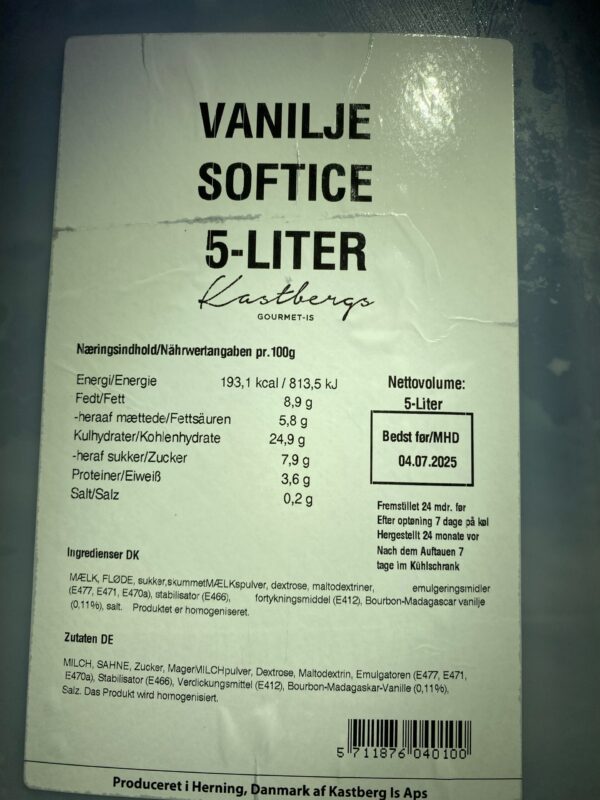 VANILJE
SOFTICE
5-LITER
Kastbergs
GOURMET-IS
Næringsindhold/Nährwertangaben pr.100g
Energi/Energie 193,1 kcal / 813,5 kJ
Fedt/Fett 8,9 g
-heraaf mættede/Fettsäuren 5,8 g
Kulhydrater/Kohlenhydrate 24,9 g
-heraf sukker/Zucker 7,9 g
Proteiner/Eiweiß 3,6 g
Salt/Salz 0,2 g
Nettovolume:
5-Liter
Bedst før/MHD
04.07.2025
Fremstillet 24 mdr. før
Efter optøning 7 dage på køl
Hergestellt 24 monate vor
Nach dem Auftauen 7
tage im Kühlschrank
Ingredienser DK
MÆLK, FLØDE, sukker,skummetMÆLKspulver, dextrose, maltodextriner, emulgeringsmidler
(E477, E471, E470a), stabilisator (E466), fortykningsmiddel (E412), Bourbon-Madagascar vanilje
(0,11%), salt. Produktet er homogeniseret.
Zutaten DE
MILCH, SAHNE, Zucker, MagerMILCHpulver, Dextrose, Maltodextrin, Emulgatoren (E477, E471,
E470a), Stabilisator (E466), Verdickungsmittel (E412), Bourbon-Madagaskar-Vanille (0,11%),
Salz. Das Produkt wird homogenisiert.
5 711876 040100
Produceret i Herning, Danmark af Kastberg Is Aps